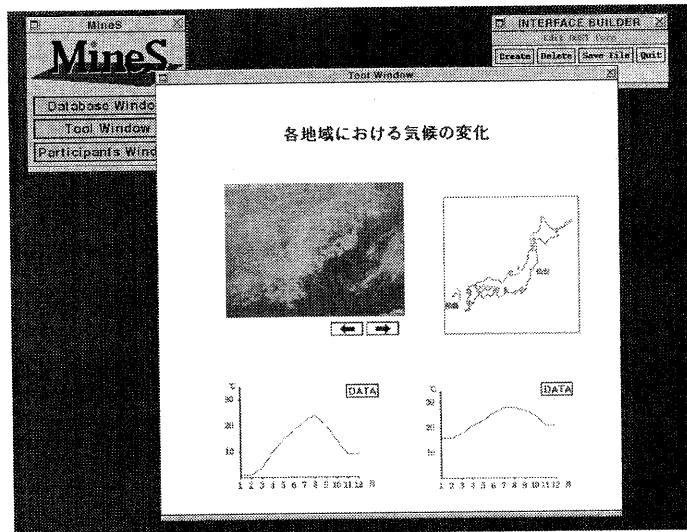 MineS
MineS
Database Window
Tool Window
Participants Wind
INTERFACE BUILDER
Create Delete Save file Quit
Tool Window
各地域における気候の変化
DATA
℃
30
20
10
1 2 3 4 5 6 7 8 9 10 11 12 月
DATA
℃
30
20
10
1 2 3 4 5 6 7 8 9 10 11 12 月